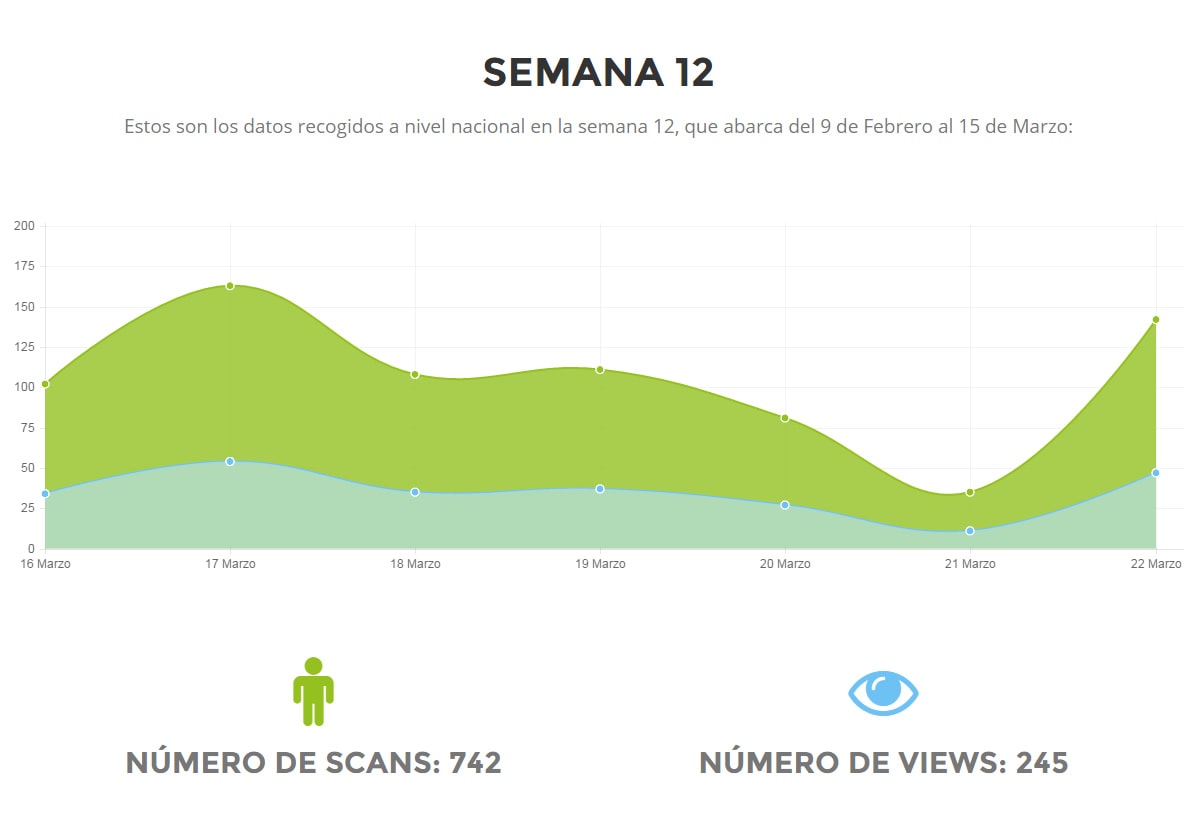 SEMANA 12
Estos son los datos recogidos a nivel nacional en la semana 12, que abarca del 9 de Febrero al 15 de Marzo:
200
175
150
125
100
75
50
25
0
16 Marzo 17 Marzo 18 Marzo 19 Marzo 20 Marzo 21 Marzo 22 Marzo
NÚMERO DE SCANS: 742 NÚMERO DE VIEWS: 245